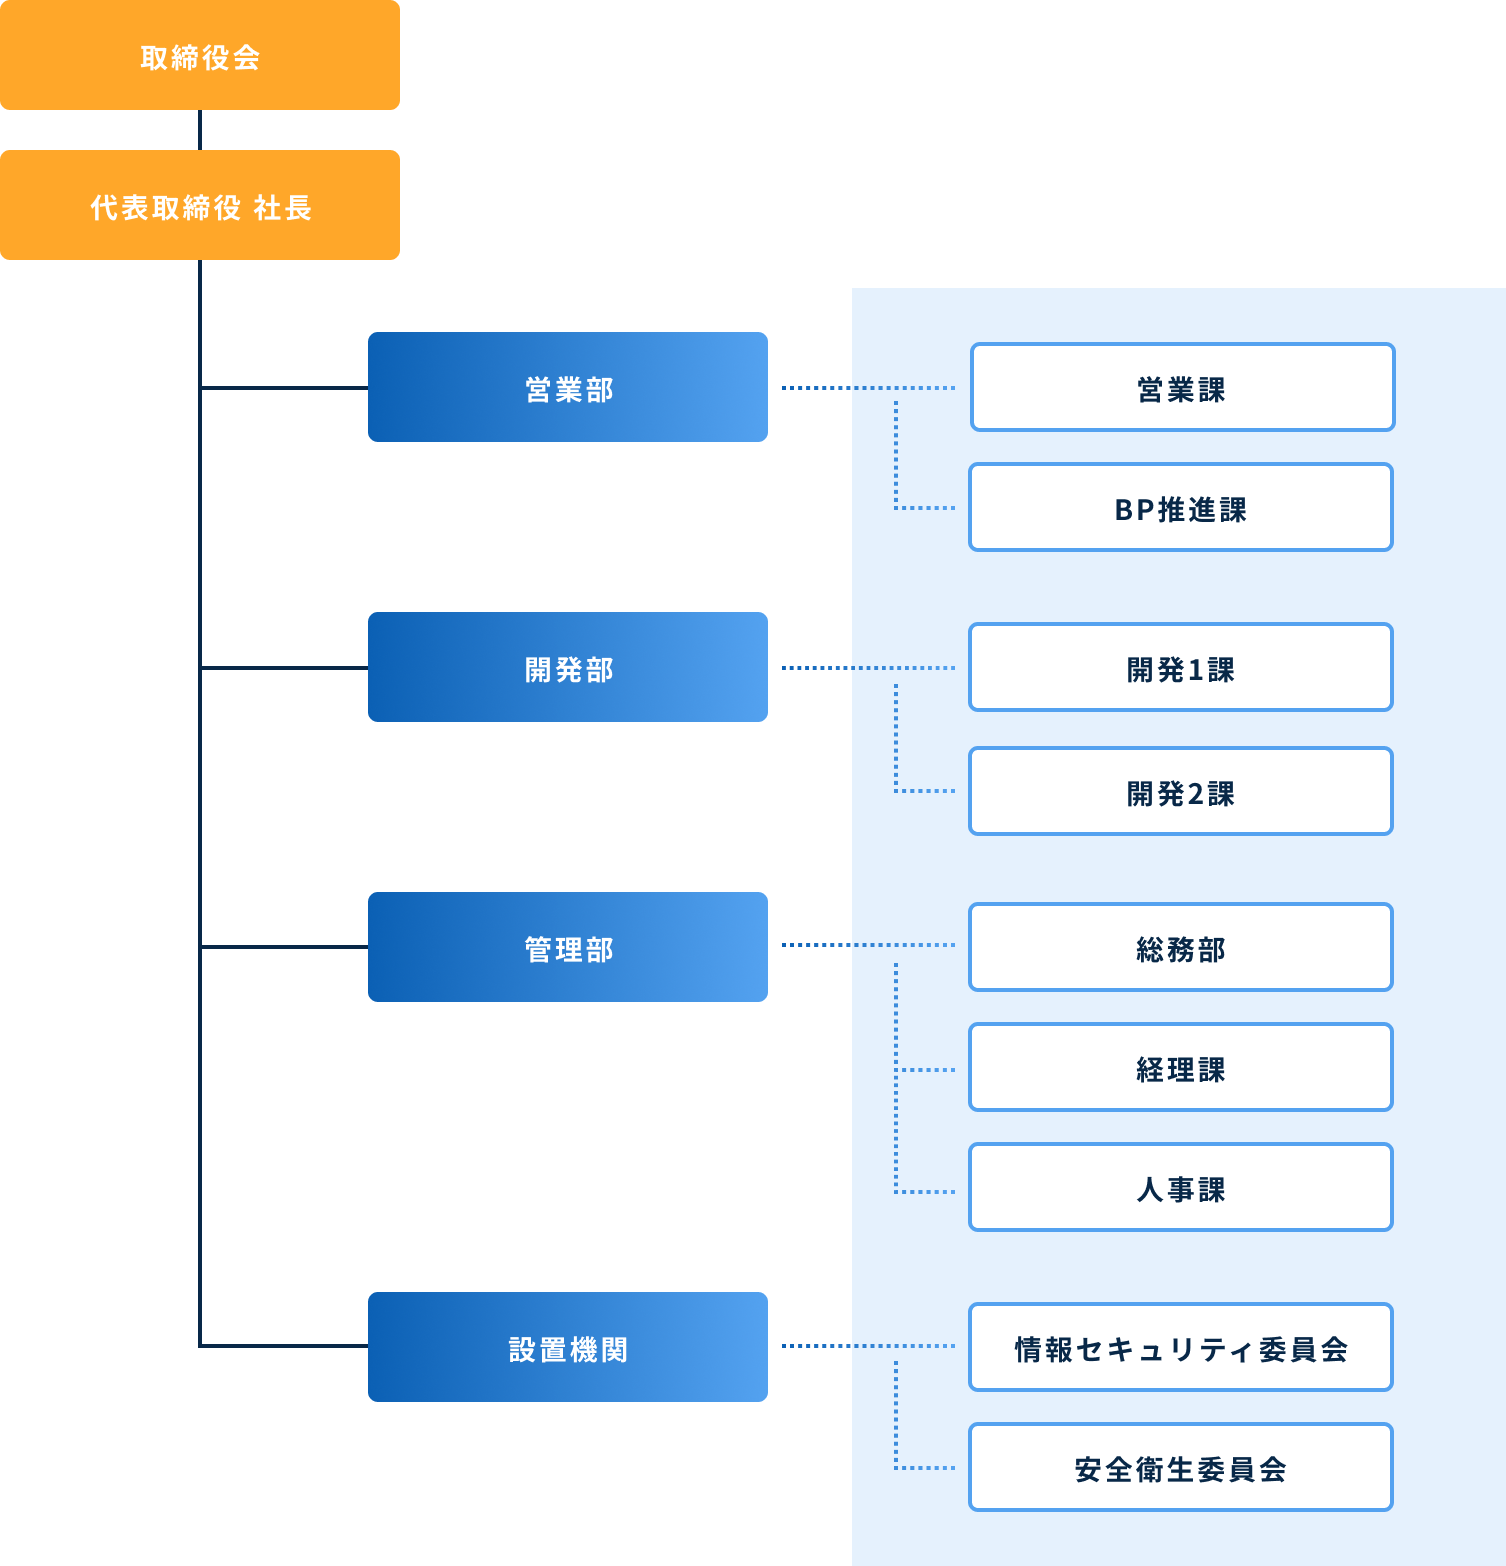 取締役会
代表取締役 社長
営業部
営業課
BP推進課
開発部
開発1課
開発2課
管理部
総務部
経理課
人事課
設置機関
情報セキュリティ委員会
安全衛生委員会